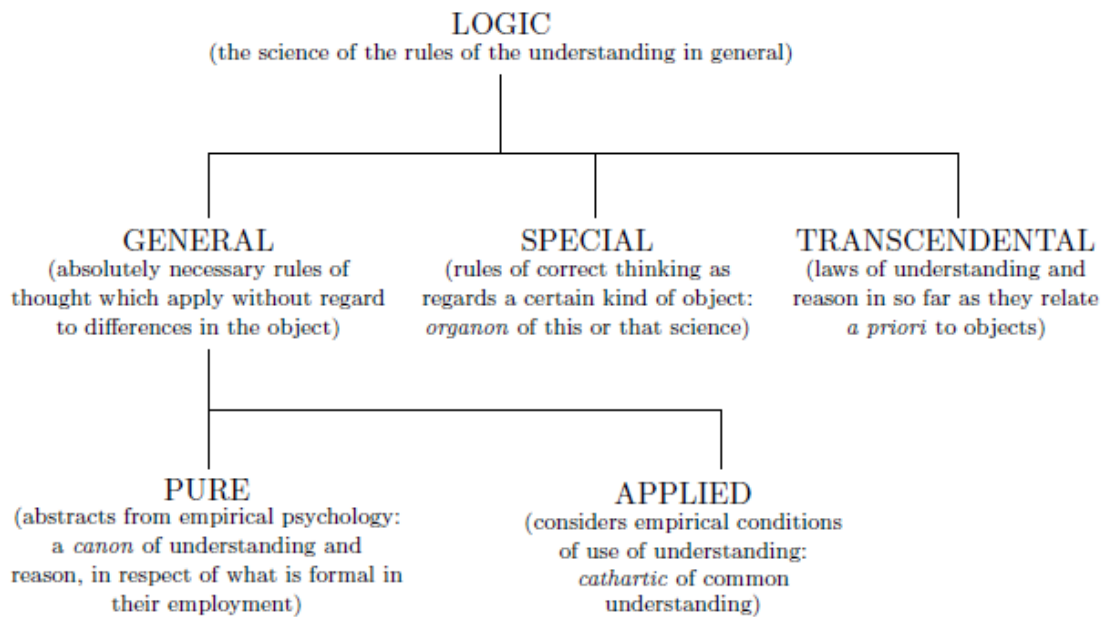 LOGIC
(the science of the rules of the understanding in general)
GENERAL
(absolutely necessary rules of
thought which apply without regard
to differences in the object)
SPECIAL
(rules of correct thinking as
regards a certain kind of object:
organon of this or that science)
TRANSCENDENTAL
(laws of understanding and
reason in so far as they relate
a priori to objects)
PURE
(abstracts from empirical psychology:
a canon of understanding and
reason, in respect of what is formal in
their employment)
APPLIED
(considers empirical conditions
of use of understanding:
cathartic of common
understanding)